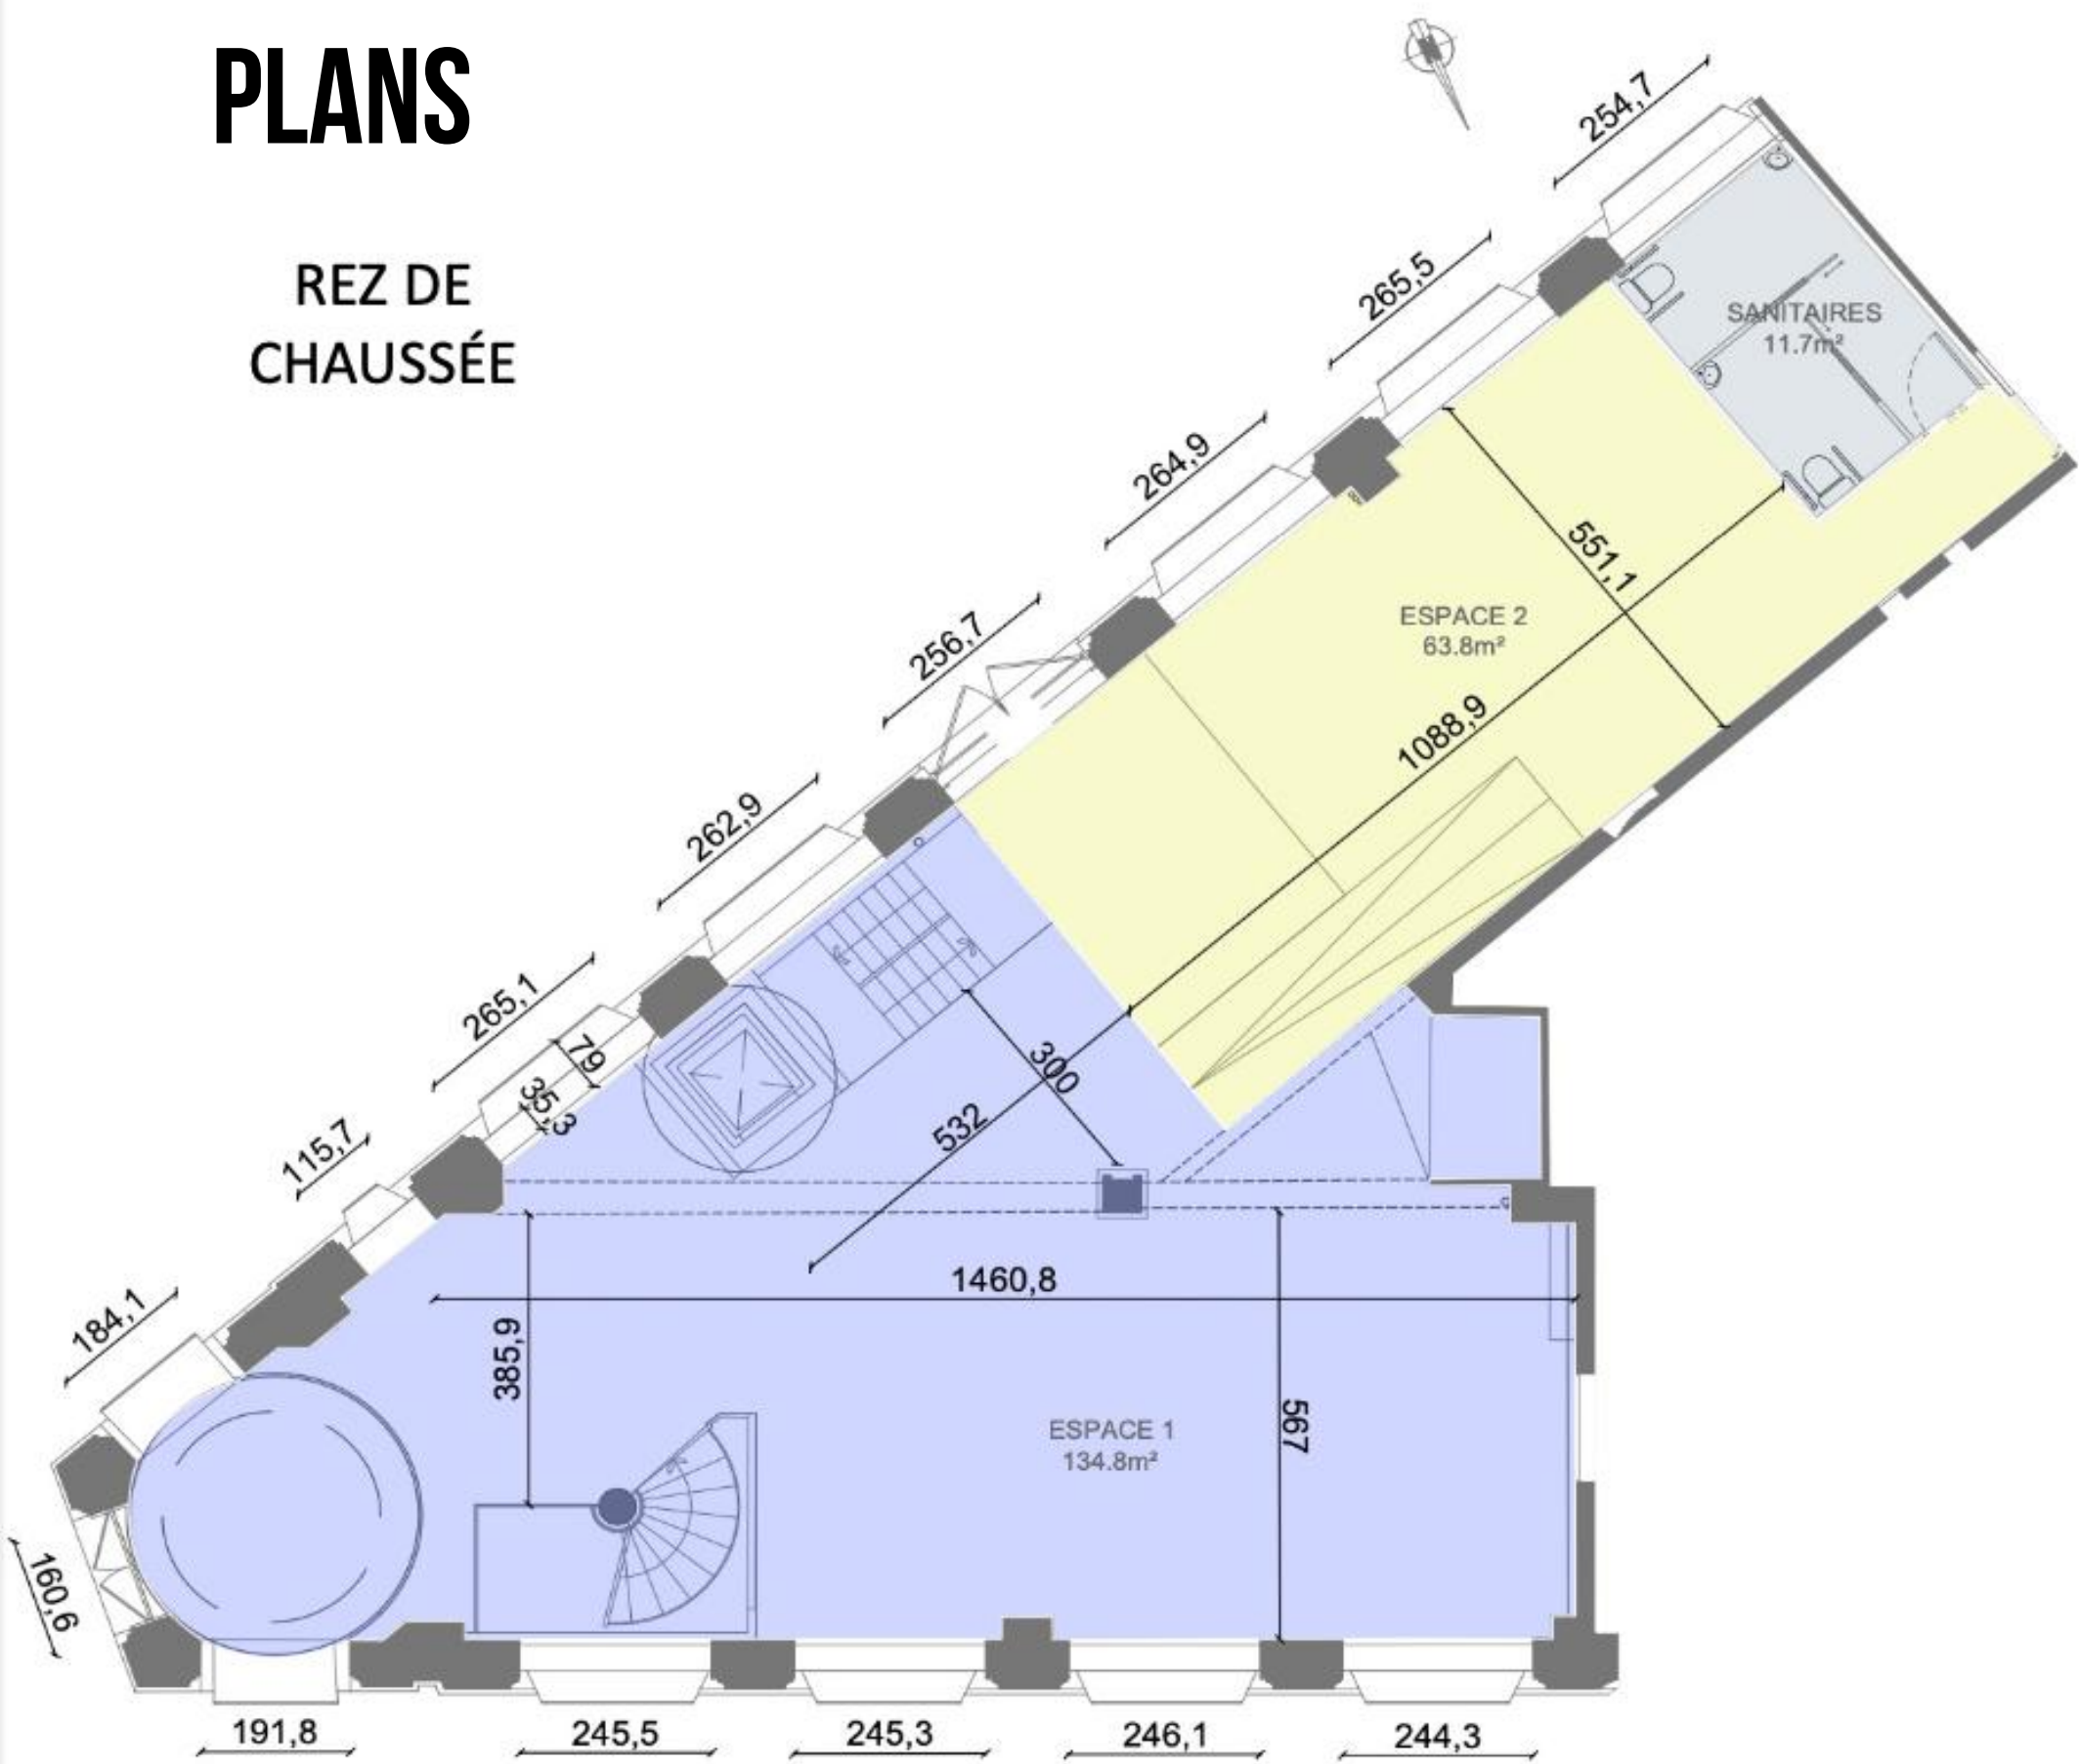 PLANS
REZ DE
CHAUSSÉE
254,7
265,5
264,9
256,7
262,9
265,1
115,7
184,1
160,6
SANITAIRES
11.7m²
551,1
ESPACE 2
63.8m²
1088,9
79
35,3
300
532
1460,8
385,9
567
ESPACE 1
134.8m²
191,8
245,5
245,3
246,1
244,3